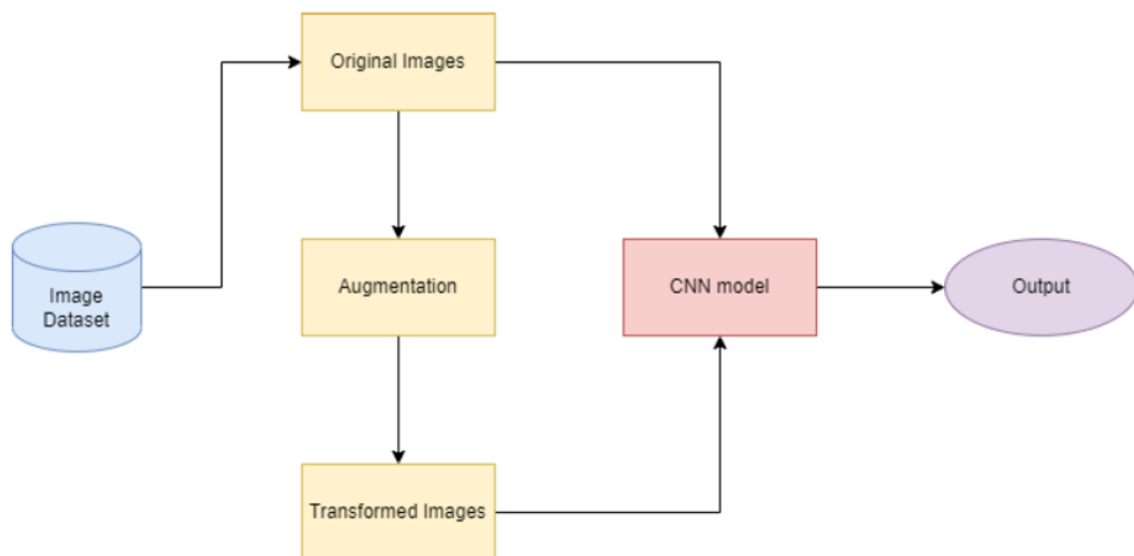 Original Images
Image
Dataset
Augmentation
CNN model
Output
Transformed Images